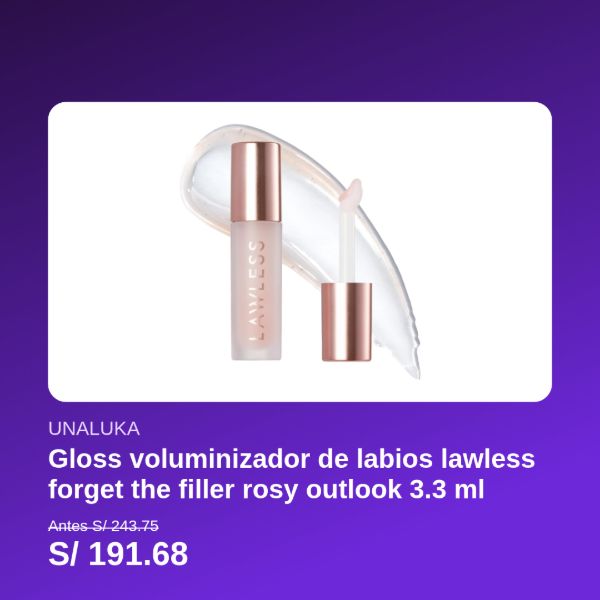 LAWLESS
UNALUKA
Gloss voluminizador de labios lawless
forget the filler rosy outlook 3.3 ml
Antes S/ 243.75
S/ 191.68